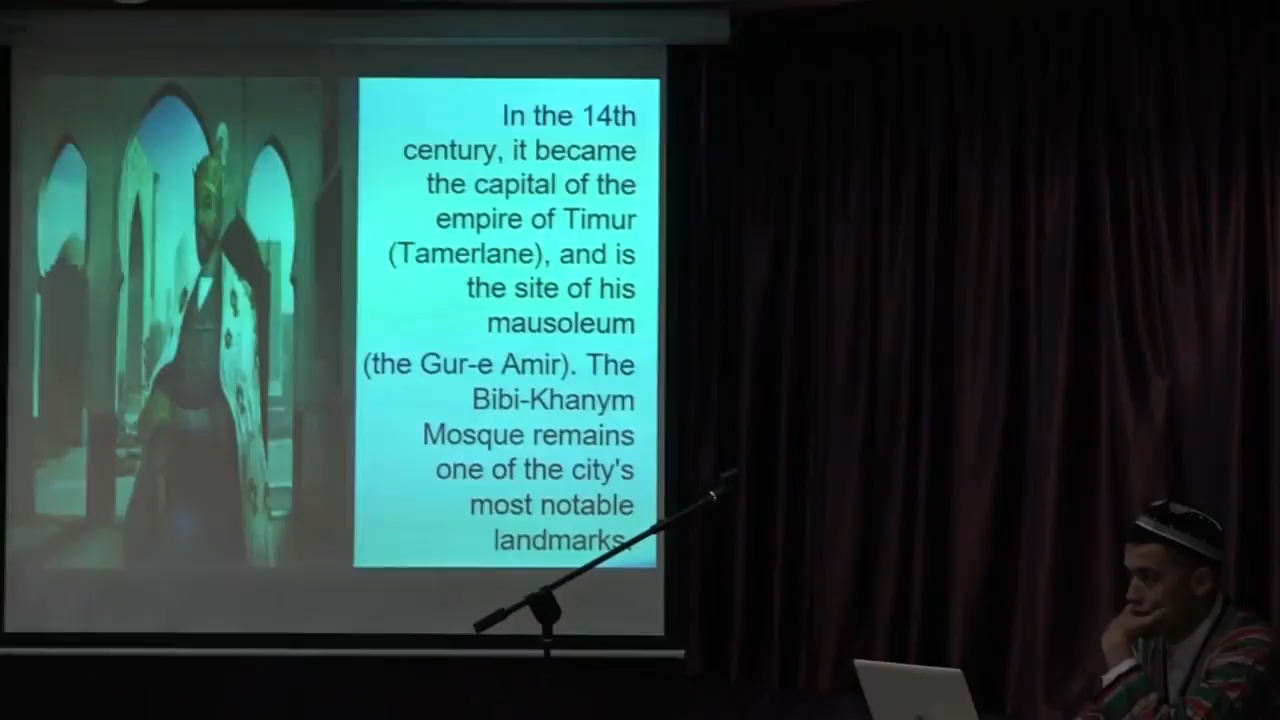 In the 14th
century, it became
the capital of the
empire of Timur
(Tamerlane), and is
the site of his
mausoleum
(the Gur-e Amir). The
Bibi-Khanym
Mosque remains
one of the city's
most notable
landmarks.